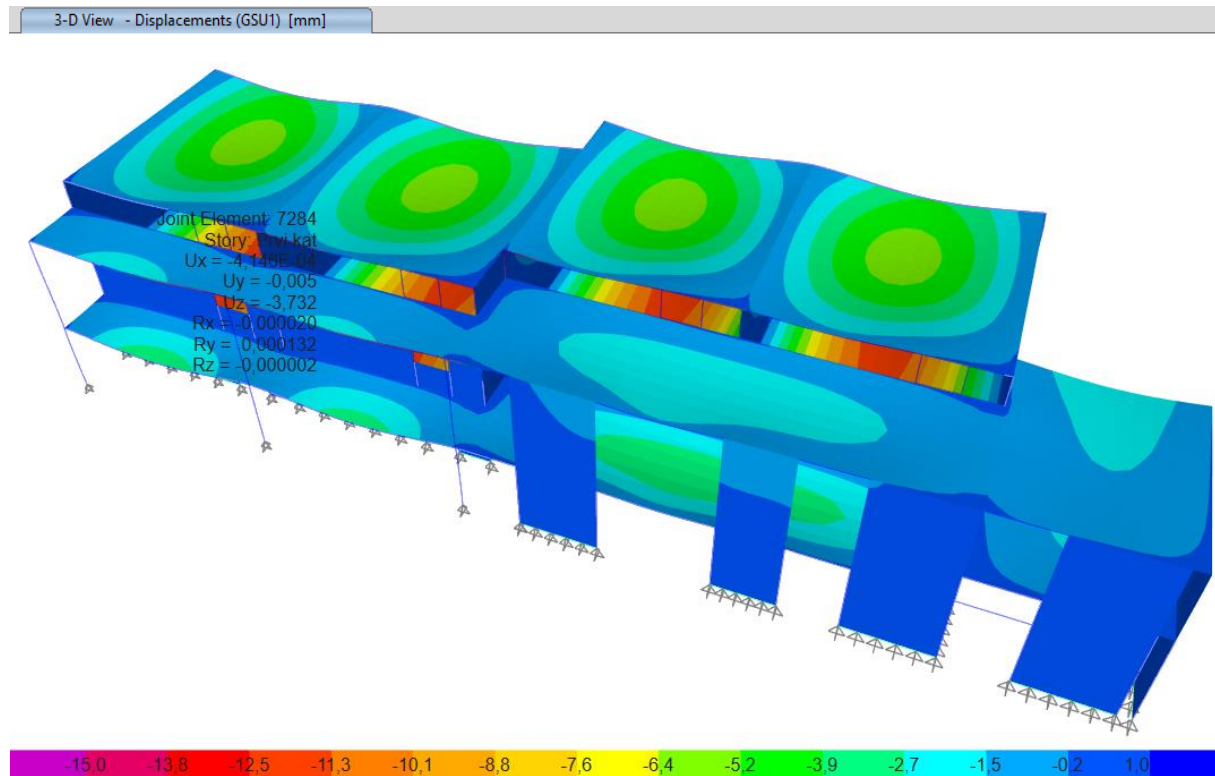 3-D View - Displacements (GSU1) [mm]
Joint Element: 7284
Story: Prvi kat
Ux = -4,146E-04
Uy = -0,005
Uz = -3,732
Rx = -0,000020
Ry = 0,000132
Rz = -0,000002
-15,0 -13,8 -12,5 -11,3 -10,1 -8,8 -7,6 -6,4 -5,2 -3,9 -2,7 -1,5 -0,2 1,0